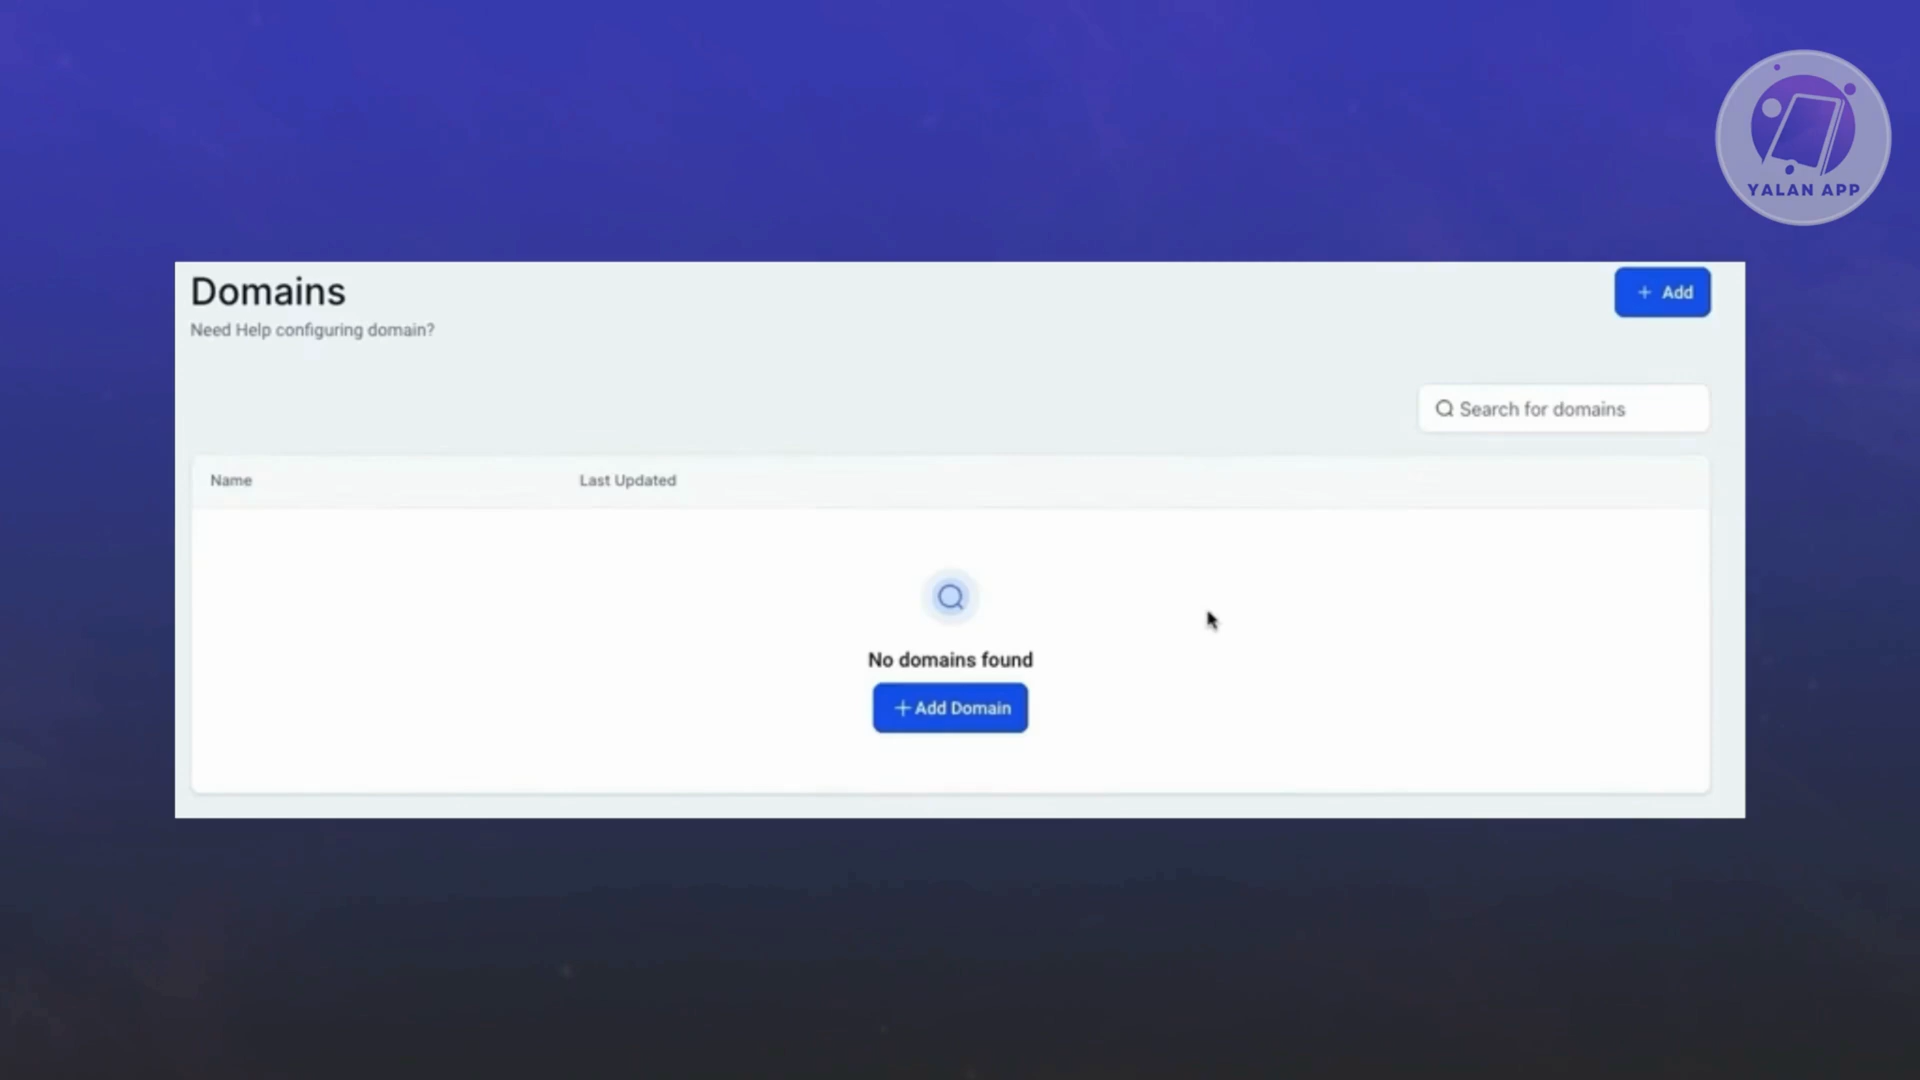 YALAN APP
Domains
+ Add
Need Help configuring domain?
Search for domains
Name
Last Updated
No domains found
+ Add Domain